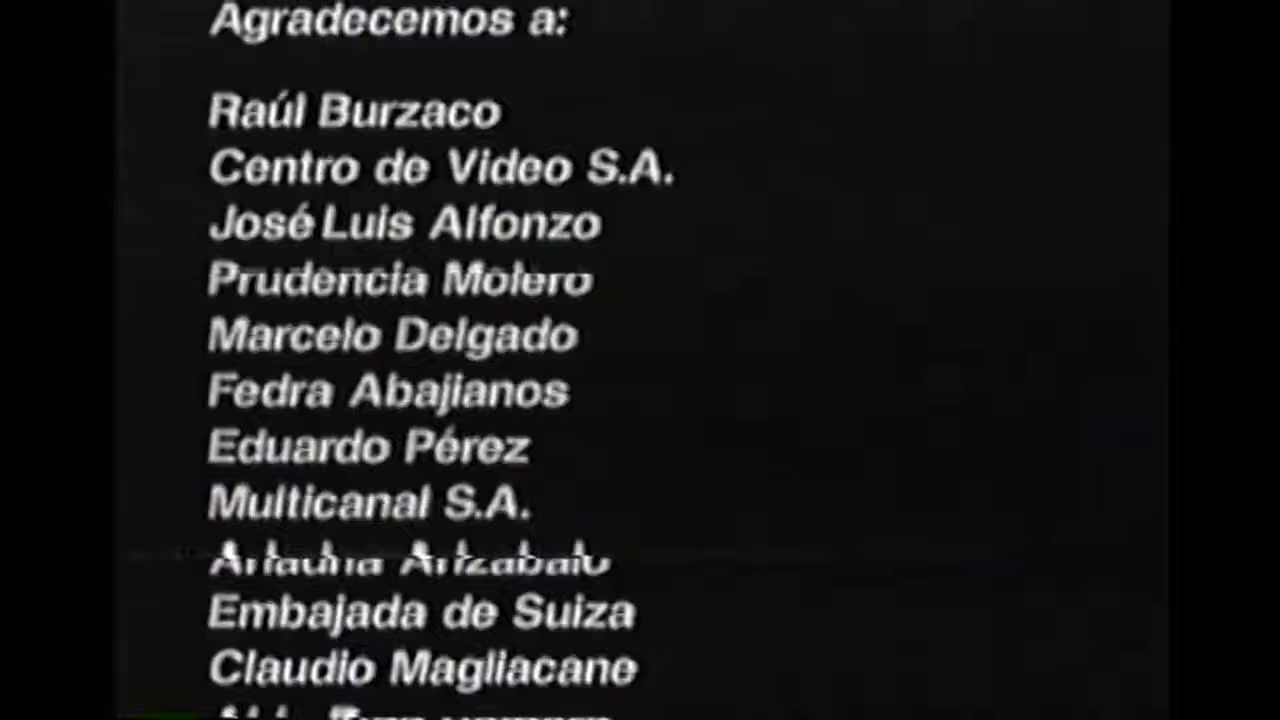 Agradecemos a:
Raúl Burzaco
Centro de Video S.A.
José Luis Alfonzo
Prudencia Molero
Marcelo Delgado
Fedra Abajianos
Eduardo Pérez
Multicanal S.A.
Embajada de Suiza
Claudio Magliacane